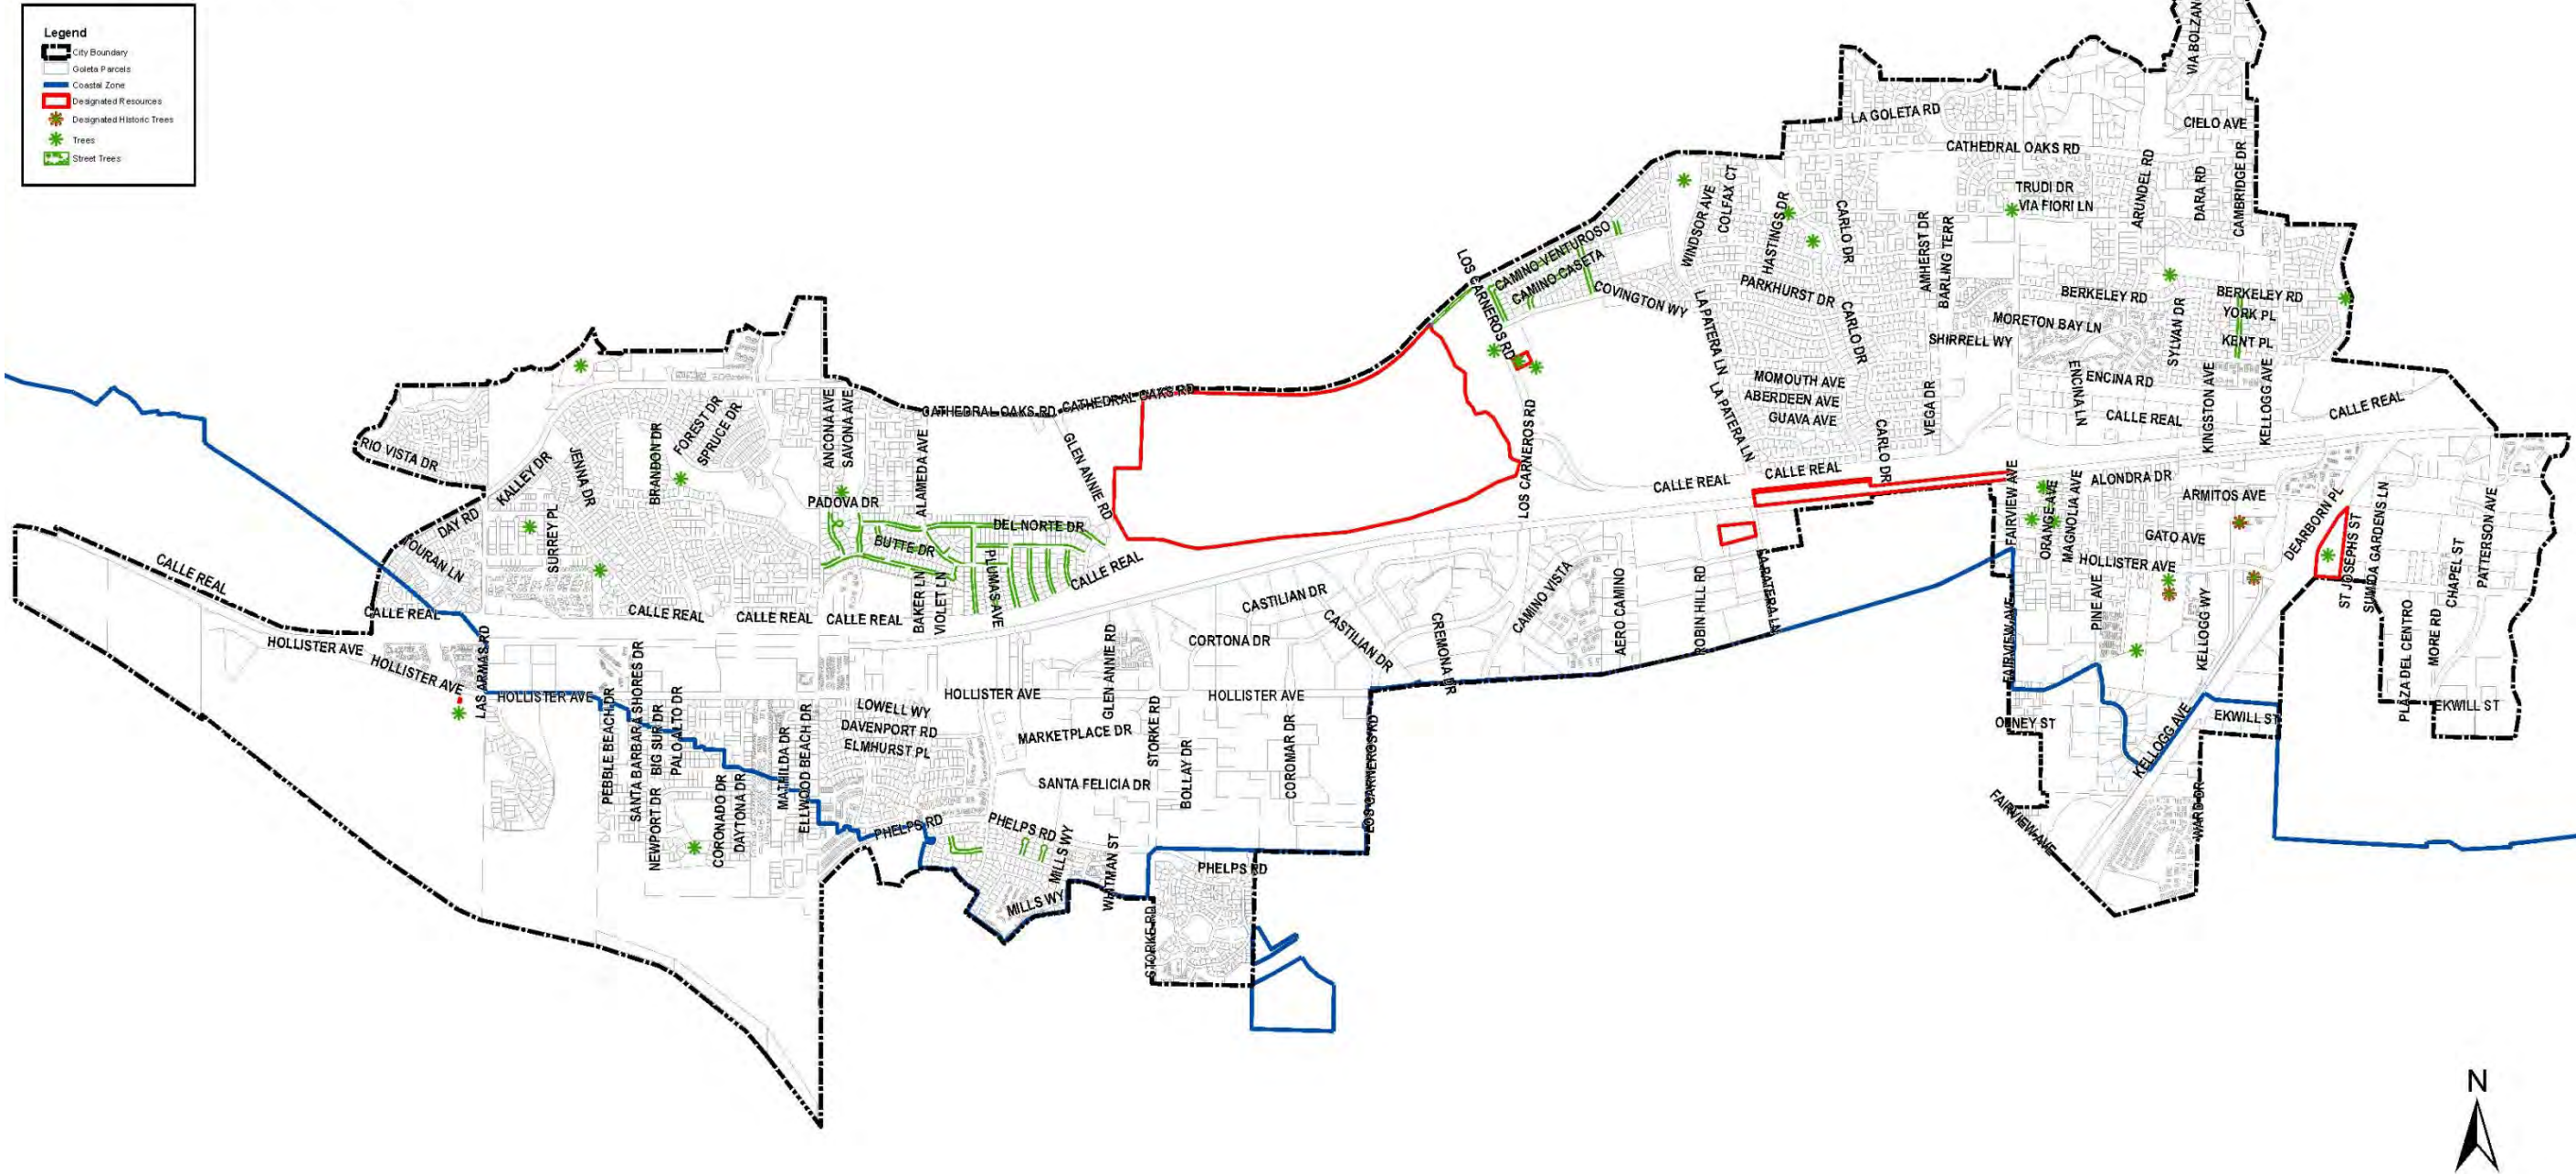 Legend
City Boundary
Goleta Parcels
Coastal Zone
Designated Resources
Designated Historic Trees
Trees
Street Trees
VIA BOLZANO
LA GOLETA RD
CIELO AVE
CATHEDRAL OAKS RD
TRUDI DR
VIA FIORI LN
ARUNDEL RD
DARA RD
CAMBRIDGE DR
WINDSOR AVE
COLFAX CT
HASTINGS DR
CARLO DR
AMHERST DR
BARLING TERR
LOS CARNEROS RD
CAMINO VENTUROSO
CAMINO CASETA
COVINGTON WY
PARKHURST DR
LA PATERA LN
CARLO DR
BERKELEY RD
BERKELEY RD
YORK PL
KENT PL
MORETON BAY LN
SHIRRELL WY
SYLVAN DR
ENCINA RD
ENCINA LN
MOMOUTH AVE
ABERDEEN AVE
GUAVA AVE
LA PATERA LN
VEGA DR
CALLE REAL
KINGSTON AVE
KELLOGG AVE
CALLE REAL
CATHEDRAL OAKS RD
CATHEDRAL OAKS RD
RIO VISTA DR
KALLEY DR
JENNA DR
BRANDON DR
FOREST DR
SPRUCE DR
ANCONA AVE
SAVONA AVE
ALAMEDA AVE
GLEN ANNIE RD
LOS CARNEROS RD
CALLE REAL
CALLE REAL
CARLO DR
FAIRVIEW AVE
ORANGE AVE
MAGNOLIA AVE
ALONDRA DR
ARMITOS AVE
GATO AVE
HOLLISTER AVE
DEARBORN PL
ST JOSEPHS ST
SUMIDA GARDENS LN
CHAPEL ST
PATTERSON AVE
DAY RD
TOURAN LN
SURREY PL
PADOVA DR
BUTTE DR
DEL NORTE DR
PLUMAS AVE
CALLE REAL
BAKER LN
VIOLET LN
CALLE REAL
CALLE REAL
CALLE REAL
CALLE REAL
CALLE REAL
HOLLISTER AVE
HOLLISTER AVE
LAS ARMAS RD
HOLLISTER AVE
CASTILIAN DR
CASTILIAN DR
CORTONA DR
CREMONA DR
CAMINO VISTA
AERO CAMINO
ROBIN HILL RD
LA PATERA LN
FAIRVIEW AVE
PINE AVE
KELLOGG WY
PLAZA DEL CENTRO
MORE RD
EKWILL ST
EKWILL ST
OLNEY ST
KELLOGG AVE
WARD DR
FAIRVIEW AVE
PEBBLE BEACH DR
SANTA BARBARA SHORES DR
BIG SUR DR
PALO ALTO DR
NEWPORT DR
CORONADO DR
DAYTONA DR
MATHILDA DR
ELLWOOD BEACH DR
LOWELL WY
DAVENPORT RD
ELMHURST PL
HOLLISTER AVE
GLEN ANNIE RD
STORKE RD
HOLLISTER AVE
MARKETPLACE DR
SANTA FELICIA DR
BOLLAY DR
COROMAR DR
LOS CARNEROS RD
PHELPS RD
PHELPS RD
MILLS WY
WHITMAN ST
MILLS WY
PHELPS RD
STORKE RD
N